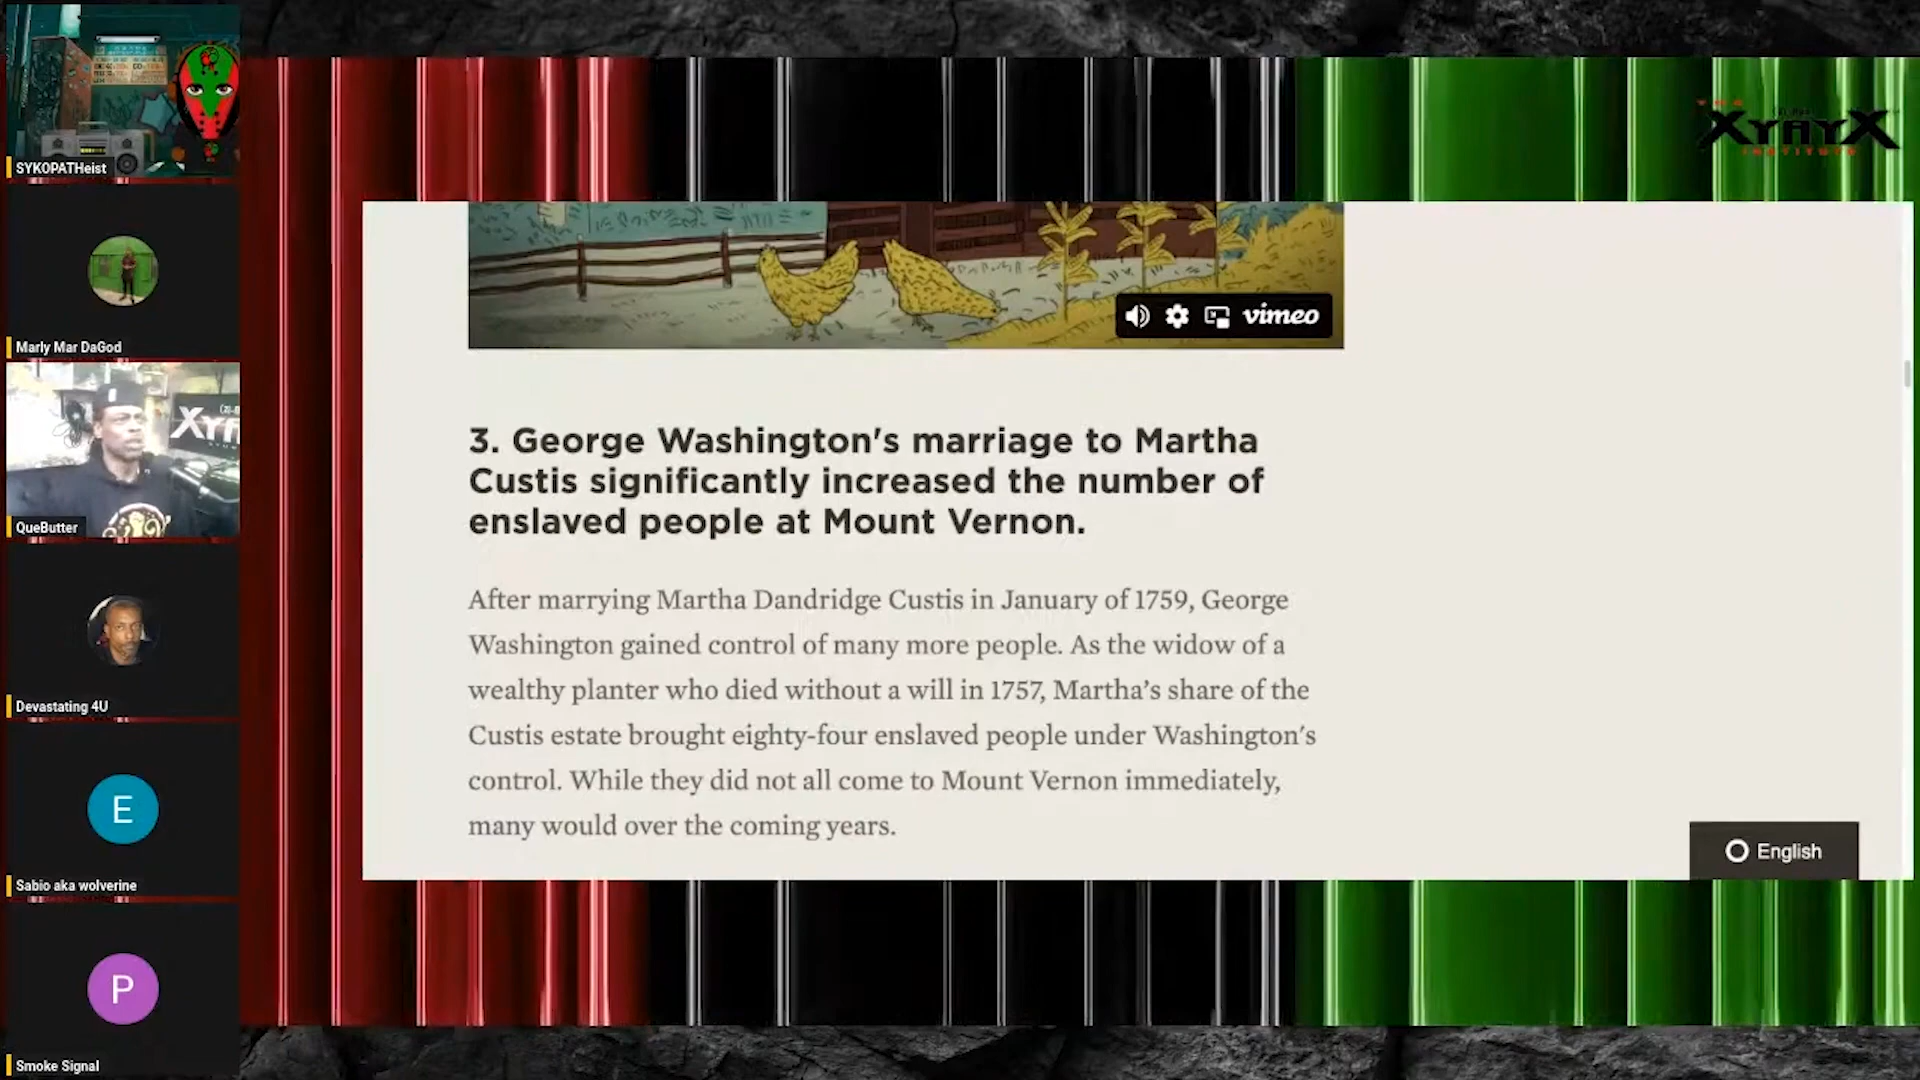 SYKOPATHeist
Marly Mar DaGod
XYA
QueButter
Devastating 4U
E
Sabio aka wolverine
P
Smoke Signal
THE
XYAYX
INSTITUTE
vimeo
3. George Washington's marriage to Martha
Custis significantly increased the number of
enslaved people at Mount Vernon.
After marrying Martha Dandridge Custis in January of 1759, George
Washington gained control of many more people. As the widow of a
wealthy planter who died without a will in 1757, Martha’s share of the
Custis estate brought eighty-four enslaved people under Washington’s
control. While they did not all come to Mount Vernon immediately,
many would over the coming years.
English